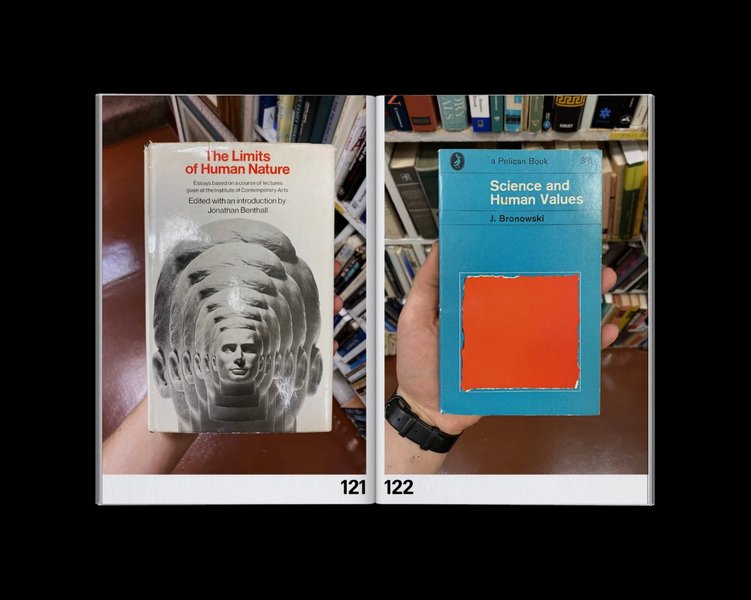 The Limits
of Human Nature
Essays based on a course of lectures
given at the Institute of Contemporary Arts
Edited with an introduction by
Jonathan Benthall
121
a Pelican Book 3'6
Science and
Human Values
J. Bronowski
122